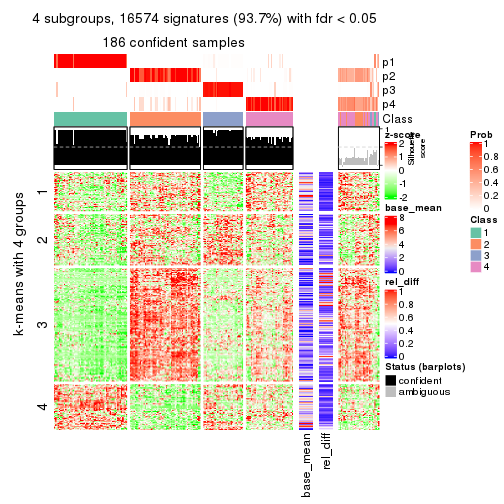 4 subgroups, 16574 signatures (93.7%) with fdr < 0.05
186 confident samples
p1
p2
p3
p4
Class
1
Silhouette
score
k-means with 4 groups
1
2
3
4
base_mean
rel_diff
z-score
2
1
0
-1
-2
base_mean
8
6
4
2
0
rel_diff
1
0.8
0.6
0.4
0.2
0
Status (barplots)
confident
ambiguous
Prob
1
0.8
0.6
0.4
0.2
0
Class
1
2
3
4